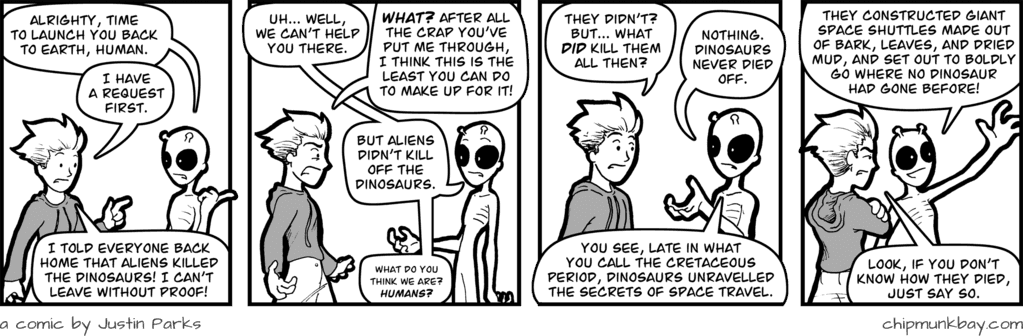 ALRIGHTY, TIME
TO LAUNCH YOU BACK
TO EARTH, HUMAN.
I HAVE
A REQUEST
FIRST.
I TOLD EVERYONE BACK
HOME THAT ALIENS KILLED
THE DINOSAURS! I CAN'T
LEAVE WITHOUT PROOF!
UH... WELL,
WE CAN'T HELP
YOU THERE.
WHAT? AFTER ALL
THE CRAP YOU'VE
PUT ME THROUGH,
I THINK THIS IS THE
LEAST YOU CAN DO
TO MAKE UP FOR IT!
BUT ALIENS
DIDN'T KILL
OFF THE
DINOSAURS.
WHAT DO YOU
THINK WE ARE?
HUMANS?
THEY DIDN'T?
BUT... WHAT
DID KILL THEM
ALL THEN?
NOTHING.
DINOSAURS
NEVER DIED
OFF.
YOU SEE, LATE IN WHAT
YOU CALL THE CRETACEOUS
PERIOD, DINOSAURS UNRAVELLED
THE SECRETS OF SPACE TRAVEL.
THEY CONSTRUCTED GIANT
SPACE SHUTTLES MADE OUT
OF BARK, LEAVES, AND DRIED
MUD, AND SET OUT TO BOLDLY
GO WHERE NO DINOSAUR
HAD GONE BEFORE!
LOOK, IF YOU DON'T
KNOW HOW THEY DIED,
JUST SAY SO.
a comic by Justin Parks
chipmunkbay.com